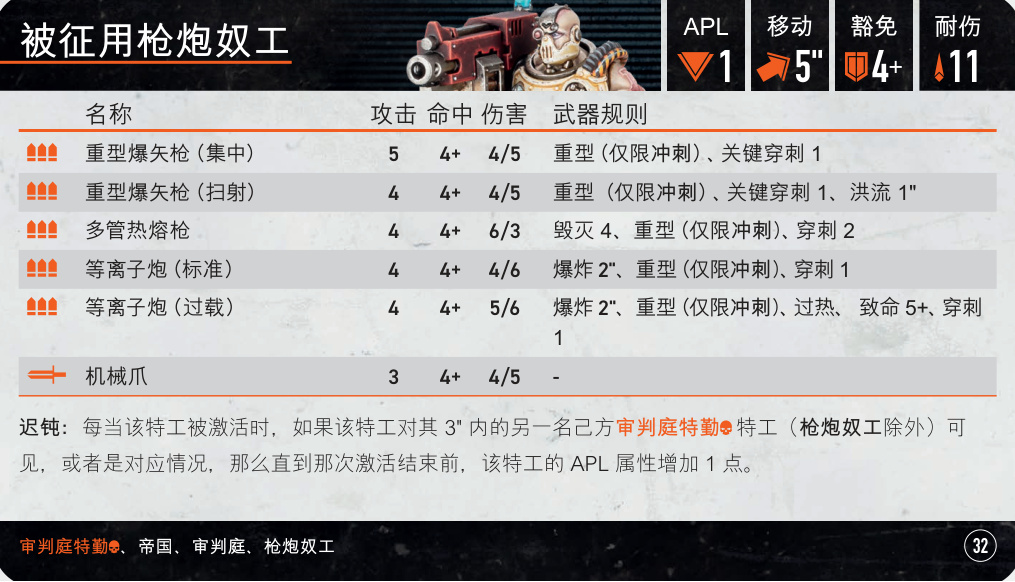 被征用枪炮奴工
APL 移动 豁免 耐伤
1 5" 4+ 11
名称 攻击 命中 伤害 武器规则
重型爆矢枪（集中） 5 4+ 4/5 重型（仅限冲刺）、关键穿刺 1
重型爆矢枪（扫射） 4 4+ 4/5 重型（仅限冲刺）、关键穿刺 1、洪流 1"
多管热熔枪 4 4+ 6/3 毁灭 4、重型（仅限冲刺）、穿刺 2
等离子炮（标准） 4 4+ 4/6 爆炸 2"、重型（仅限冲刺）、穿刺 1
等离子炮（过载） 4 4+ 5/6 爆炸 2"、重型（仅限冲刺）、过热、 致命 5+、穿刺
1
机械爪 3 4+ 4/5 -
迟钝：每当该特工被激活时，如果该特工对其 3" 内的另一名己方审判庭特勤特工（枪炮奴工除外）可
见，或者是对应情况，那么直到那次激活结束前，该特工的 APL 属性增加 1 点。
审判庭特勤、帝国、审判庭、枪炮奴工 32